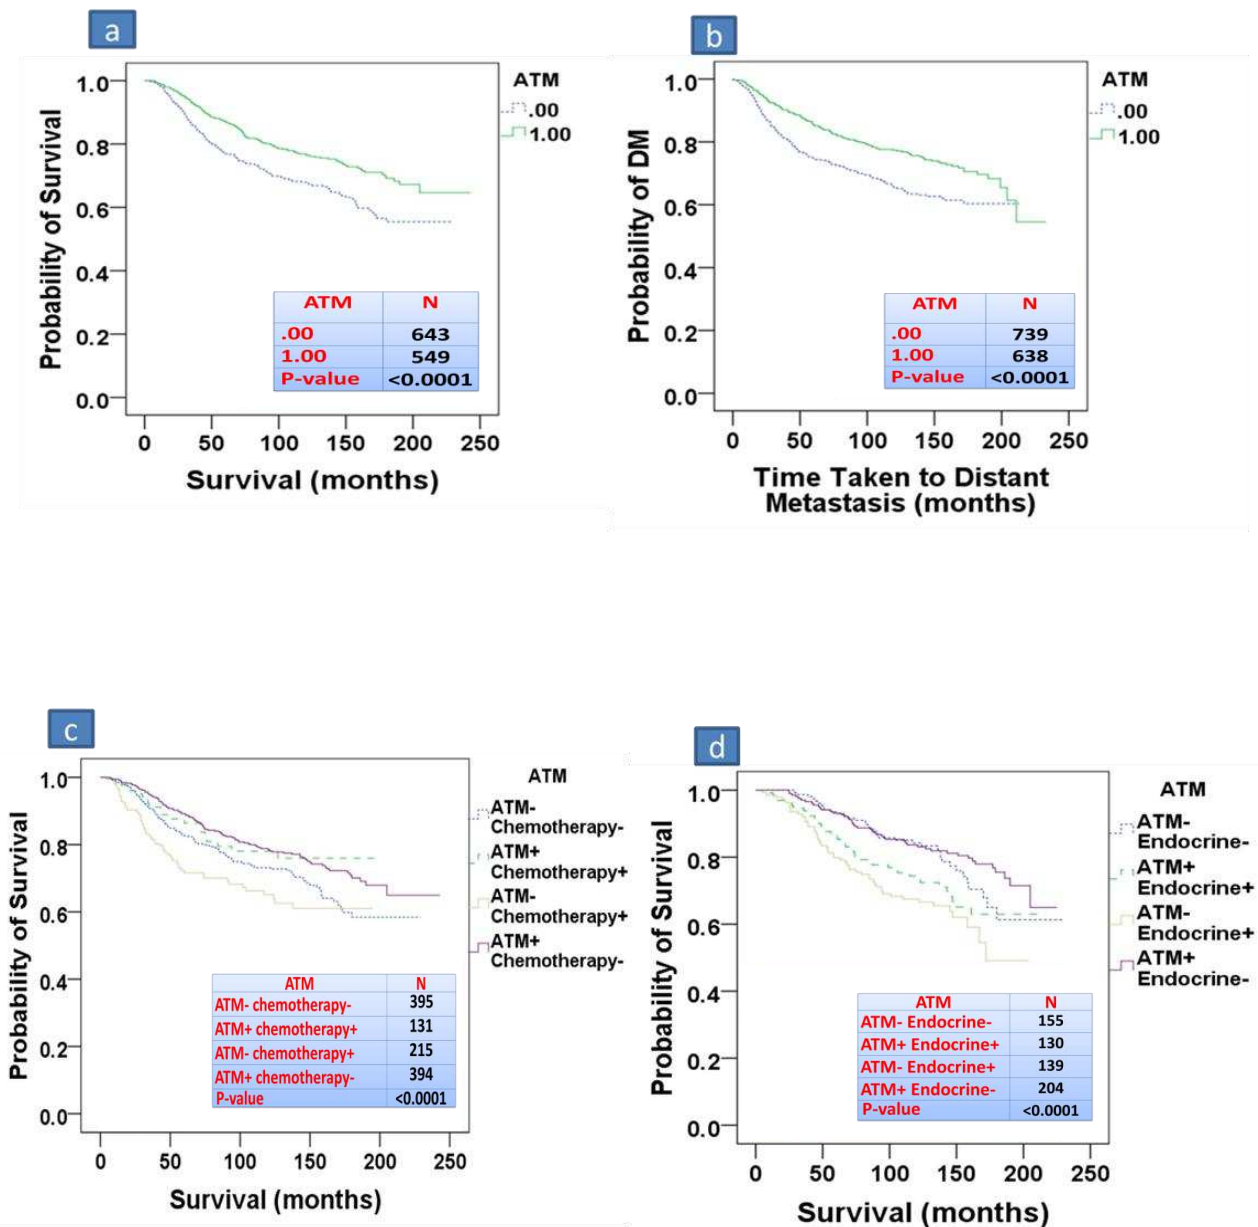 a
1.0
0.8
0.6
0.4
0.2
0.0
Probability of Survival
0 50 100 150 200 250
Survival (months)
ATM
.00
1.00
ATM N
.00 643
1.00 549
P-value <0.0001
b
1.0
0.8
0.6
0.4
0.2
0.0
Probability of DM
0 50 100 150 200 250
Time Taken to Distant
Metastasis (months)
ATM
.00
1.00
ATM N
.00 739
1.00 638
P-value <0.0001
c
1.0
0.8
0.6
0.4
0.2
0.0
Probability of Survival
0 50 100 150 200 250
Survival (months)
ATM
ATM-
Chemotherapy-
ATM+
Chemotherapy+
ATM-
Chemotherapy+
ATM+
Chemotherapy-
ATM N
ATM- chemotherapy- 395
ATM+ chemotherapy+ 131
ATM- chemotherapy+ 215
ATM+ chemotherapy- 394
P-value <0.0001
d
1.0
0.8
0.6
0.4
0.2
0.0
Probability of Survival
0 50 100 150 200 250
Survival (months)
ATM
ATM-
Endocrine-
ATM+
Endocrine+
ATM-
Endocrine+
ATM+
Endocrine-
ATM N
ATM- Endocrine- 155
ATM+ Endocrine+ 130
ATM- Endocrine+ 139
ATM+ Endocrine- 204
P-value <0.0001